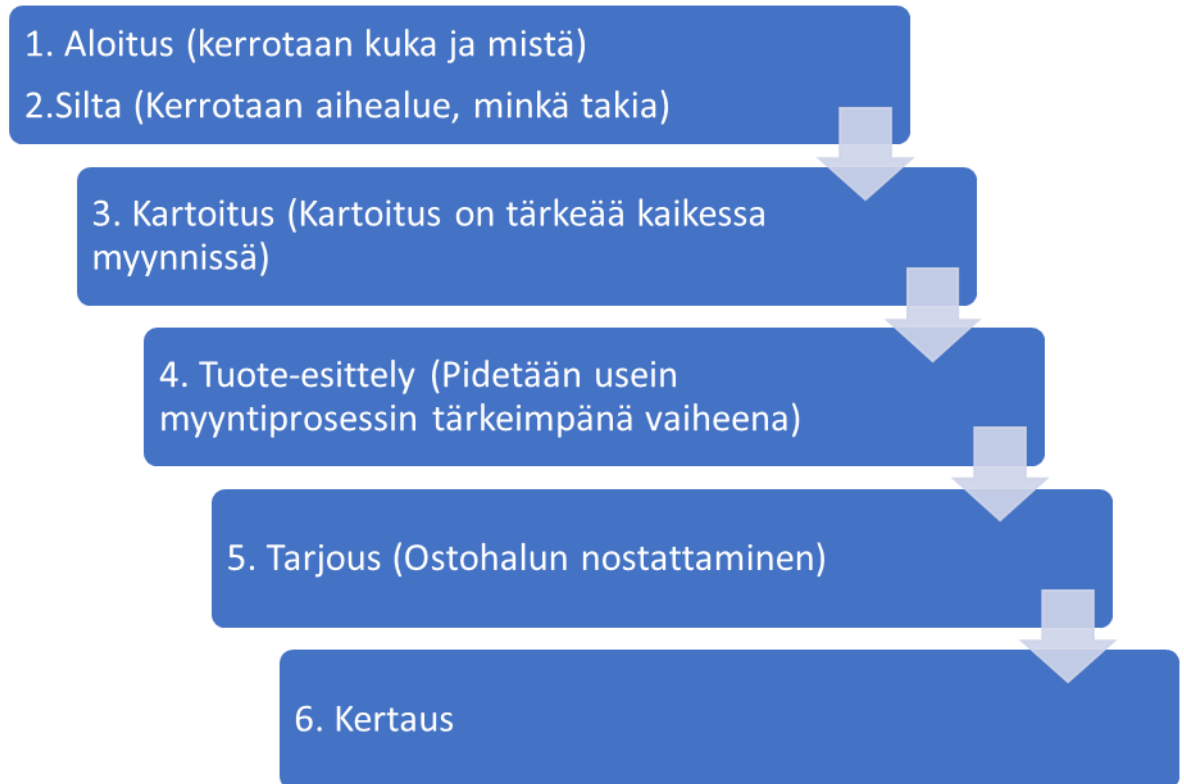 1. Aloitus (kerrotaan kuka ja mistä)
2.Silta (Kerrotaan aihealue, minkä takia)
3. Kartoitus (Kartoitus on tärkeää kaikessa
myynnissä)
4. Tuote-esittely (Pidetään usein
myyntiprosessin tärkeimpänä vaiheena)
5. Tarjous (Ostohalun nostattaminen)
6. Kertaus